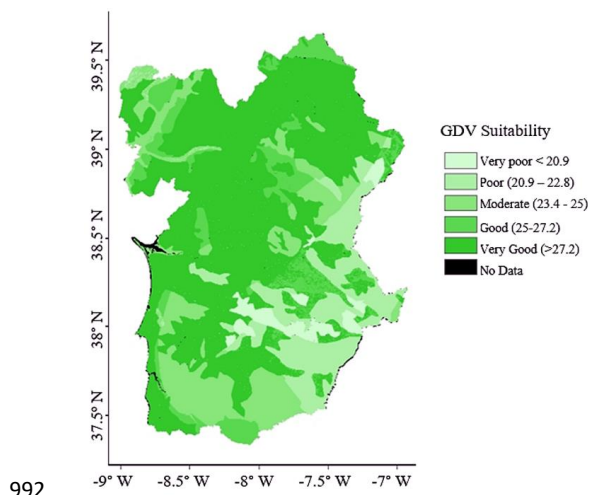 39.5° N
39° N
38.5° N
38° N
37.5° N
GDV Suitability
Very poor < 20.9
Poor (20.9 – 22.8)
Moderate (23.4 - 25)
Good (25-27.2)
Very Good (>27.2)
No Data
992
-9° W -8.5° W -8° W -7.5° W -7° W